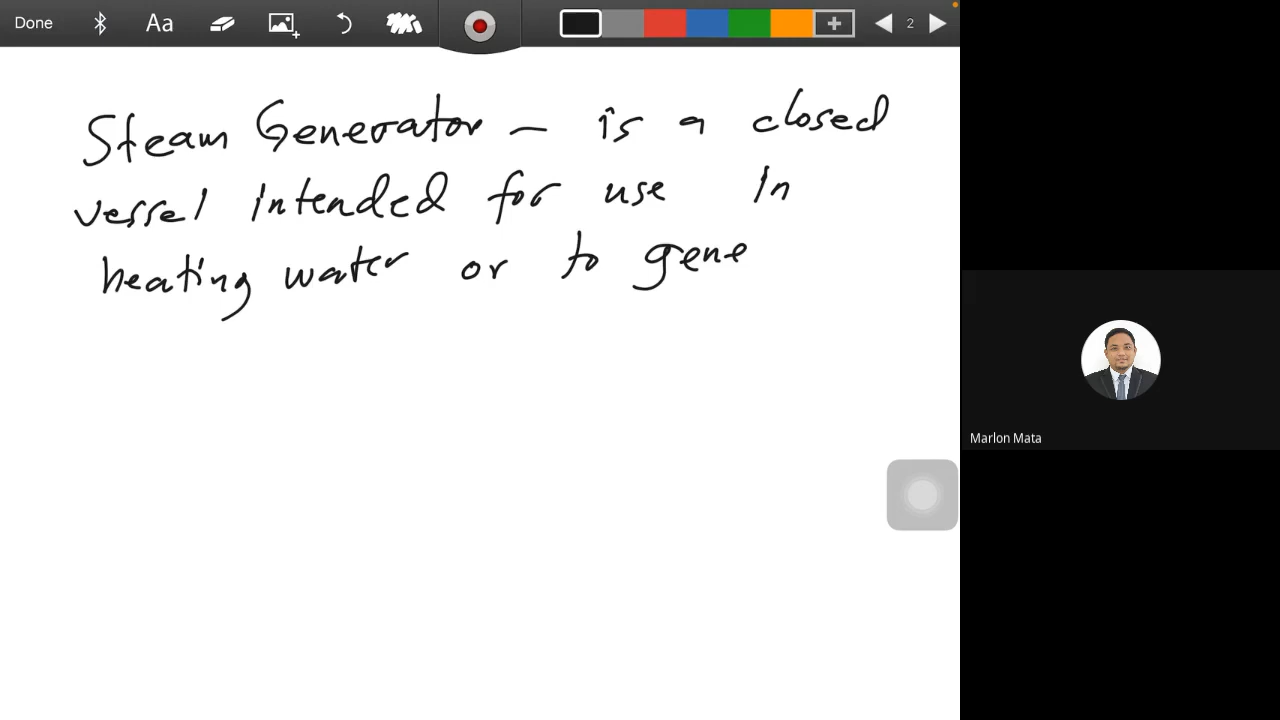 Done Aa 2
Steam Generator - is a closed
vessel intended for use in
heating water or to gene
Marlon Mata